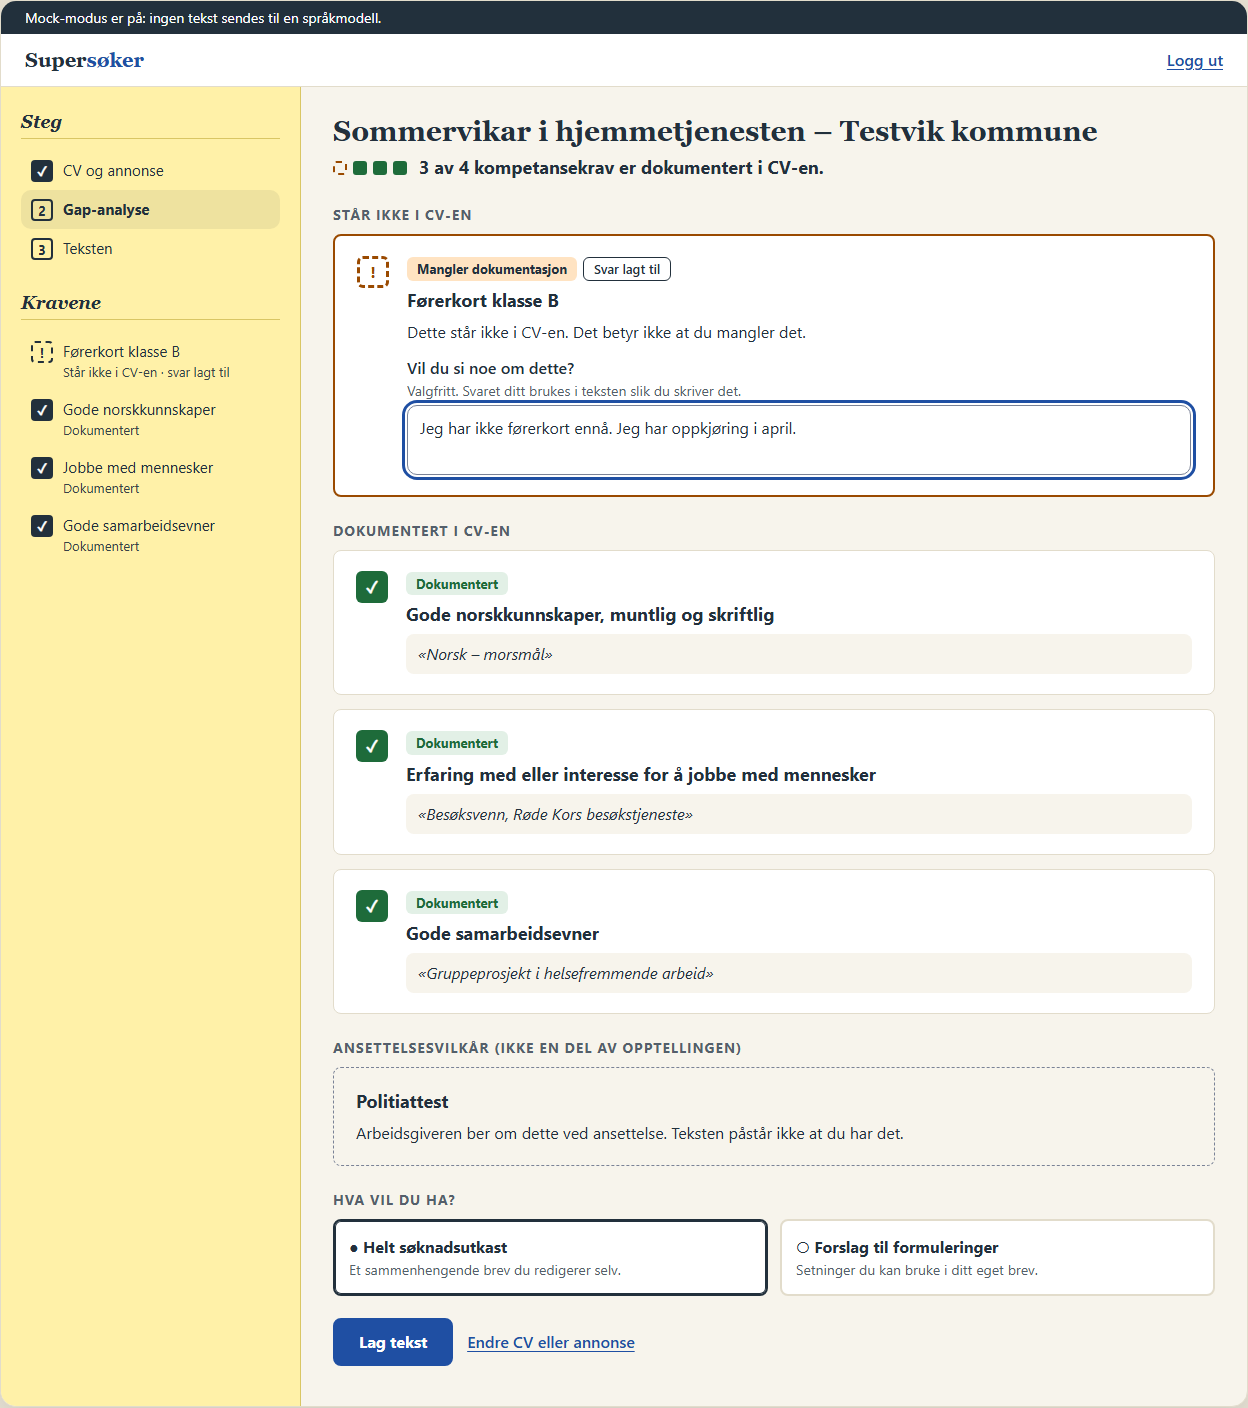 Mock-modus er på: ingen tekst sendes til en språkmodell.
Supersøker
Logg ut
Steg
CV og annonse
2 Gap-analyse
3 Teksten
Kravene
! Førerkort klasse B
Står ikke i CV-en · svar lagt til
Gode norskkunnskaper
Dokumentert
Jobbe med mennesker
Dokumentert
Gode samarbeidsevner
Dokumentert
Sommervikar i hjemmetjenesten – Testvik kommune
3 av 4 kompetansekrav er dokumentert i CV-en.
STÅR IKKE I CV-EN
! Mangler dokumentasjon Svar lagt til
Førerkort klasse B
Dette står ikke i CV-en. Det betyr ikke at du mangler det.
Vil du si noe om dette?
Valgfritt. Svaret ditt brukes i teksten slik du skriver det.
Jeg har ikke førerkort ennå. Jeg har oppkjøring i april.
DOKUMENTERT I CV-EN
Dokumentert
Gode norskkunnskaper, muntlig og skriftlig
«Norsk – morsmål»
Dokumentert
Erfaring med eller interesse for å jobbe med mennesker
«Besøksvenn, Røde Kors besøkstjeneste»
Dokumentert
Gode samarbeidsevner
«Gruppeprosjekt i helsefremmende arbeid»
ANSETTELSESVILKÅR (IKKE EN DEL AV OPPTELLINGEN)
Politiattest
Arbeidsgiveren ber om dette ved ansettelse. Teksten påstår ikke at du har det.
HVA VIL DU HA?
Helt søknadsutkast
Et sammenhengende brev du redigerer selv.
Forslag til formuleringer
Setninger du kan bruke i ditt eget brev.
Lag tekst
Endre CV eller annonse